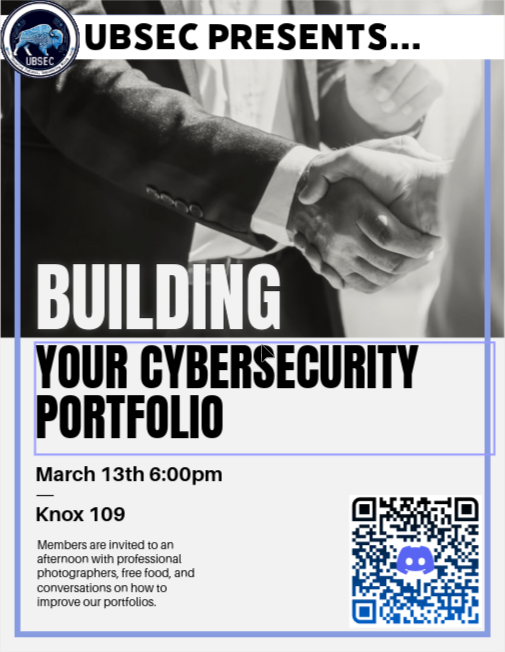 UBSEC PRESENTS...
UBSEC
BUILDING
YOUR CYBERSECURITY
PORTFOLIO
March 13th 6:00pm
Knox 109
Members are invited to an
afternoon with professional
photographers, free food, and
conversations on how to
improve our portfolios.